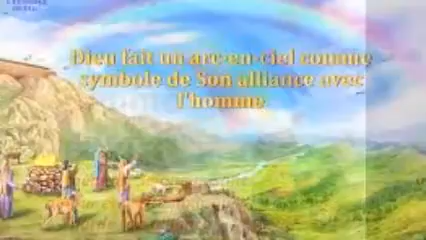 Dieu fait un arc-en-ciel comme
symbole de Son alliance avec
l'homme